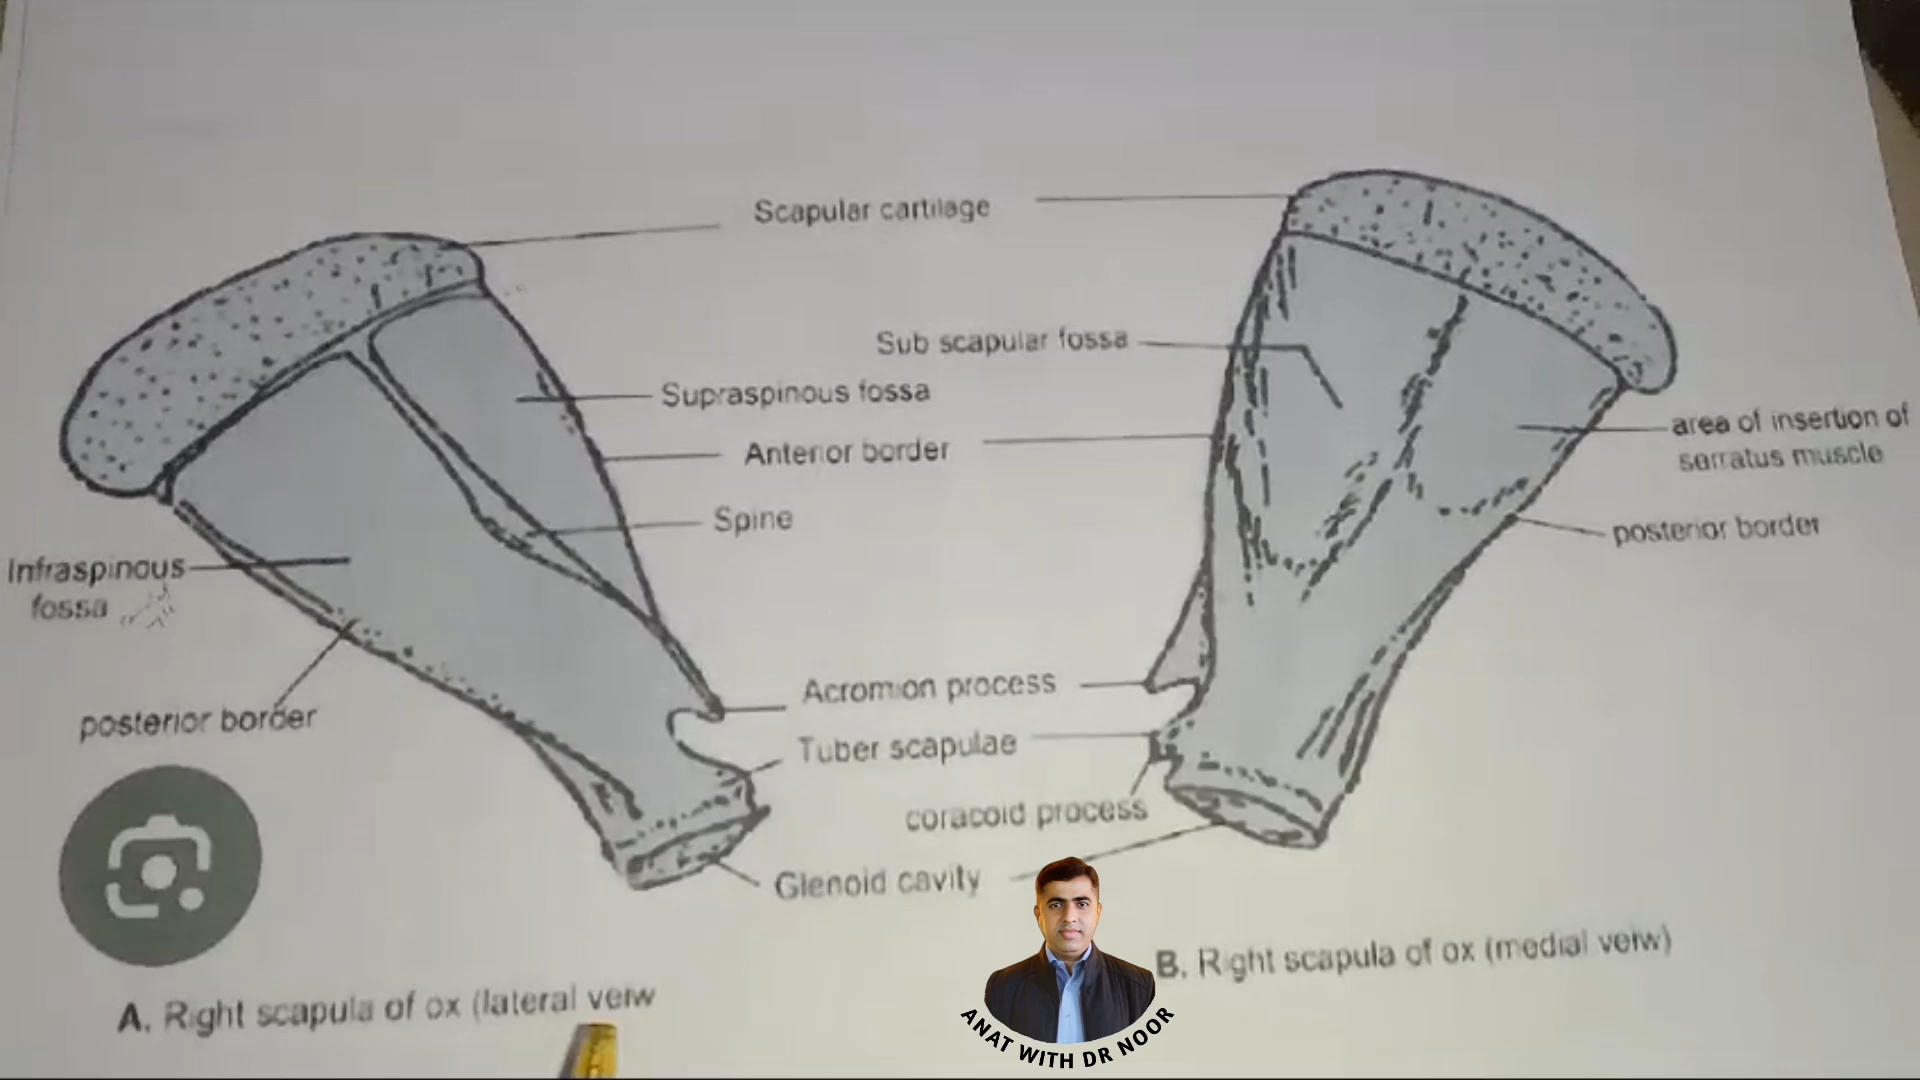 Scapular cartilage
Sub scapular fossa
Supraspinous fossa
Anterior border
area of insertion of
serratus muscle
Spine
posterior border
Infraspinous
fossa
Acromion process
posterior border
Tuber scapulae
coracoid process
Glenoid cavity
A. Right scapula of ox (lateral veiw
B. Right scapula of ox (medial veiw)
ANAT WITH DR NOOR